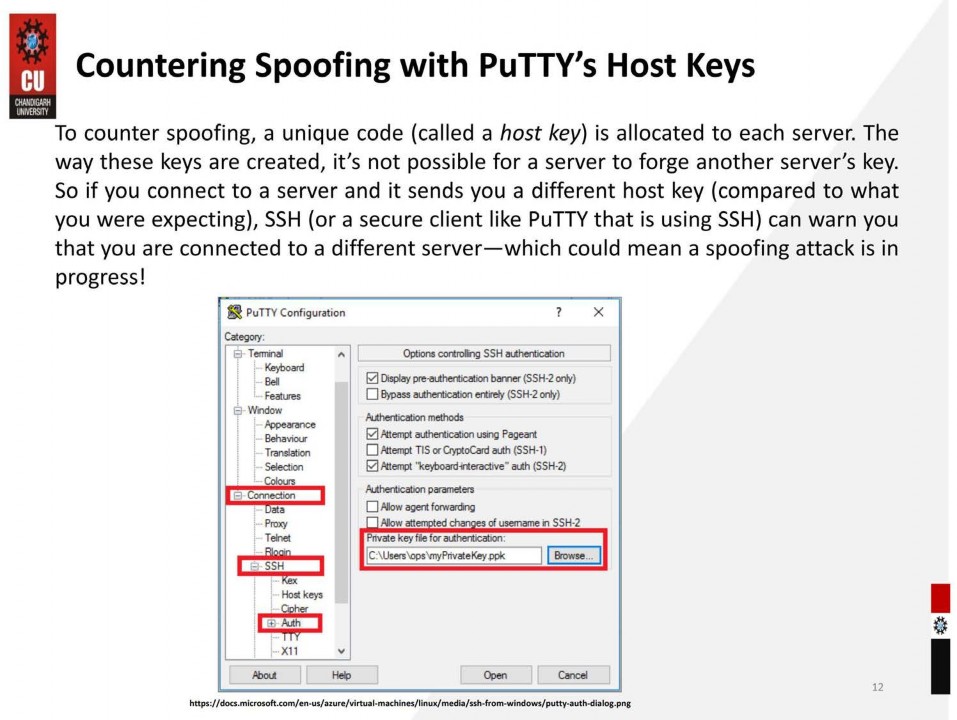 CU
CHANDIGARH
UNIVERSITY
Countering Spoofing with PuTTY’s Host Keys
To counter spoofing, a unique code (called a host key) is allocated to each server. The
way these keys are created, it’s not possible for a server to forge another server’s key.
So if you connect to a server and it sends you a different host key (compared to what
you were expecting), SSH (or a secure client like PuTTY that is using SSH) can warn you
that you are connected to a different server—which could mean a spoofing attack is in
progress!
PuTTY Configuration
?
Category:
Terminal
Keyboard
Bell
Features
Window
Appearance
Behaviour
Translation
Selection
Colours
Connection
Data
Proxy
Telnet
Rlogin
SSH
Kex
Host keys
Cipher
Auth
TTY
X11
Options controlling SSH authentication
Display pre-authentication banner (SSH-2 only)
Bypass authentication entirely (SSH-2 only)
Authentication methods
Attempt authentication using Pageant
Attempt TIS or CryptoCard auth (SSH-1)
Attempt "keyboard-interactive" auth (SSH-2)
Authentication parameters
Allow agent forwarding
Allow attempted changes of username in SSH-2
Private key file for authentication:
C:\Users\ops\myPrivateKey.ppk
Browse...
About
Help
Open
Cancel
12
https://docs.microsoft.com/en-us/azure/virtual-machines/linux/media/ssh-from-windows/putty-auth-dialog.png